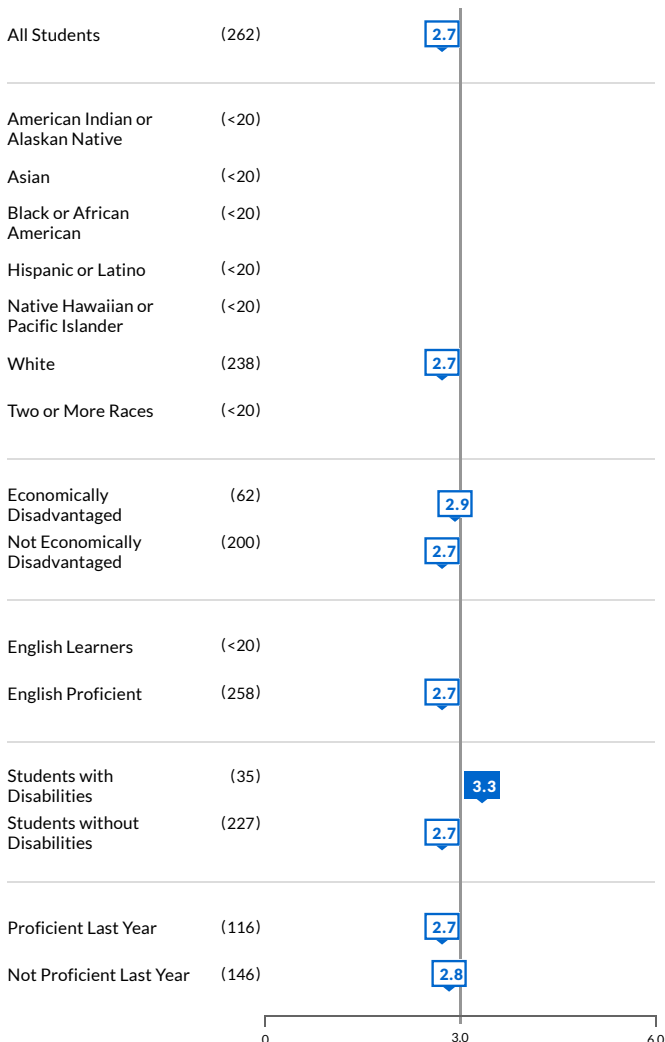 All Students (262) 2.7
American Indian or (<20)
Alaskan Native
Asian (<20)
Black or African (<20)
American
Hispanic or Latino (<20)
Native Hawaiian or (<20)
Pacific Islander
White (238) 2.7
Two or More Races (<20)
Economically (62) 2.9
Disadvantaged
Not Economically (200) 2.7
Disadvantaged
English Learners (<20)
English Proficient (258) 2.7
Students with (35) 3.3
Disabilities
Students without (227) 2.7
Disabilities
Proficient Last Year (116) 2.7
Not Proficient Last Year (146) 2.8
0 3.0 6.0